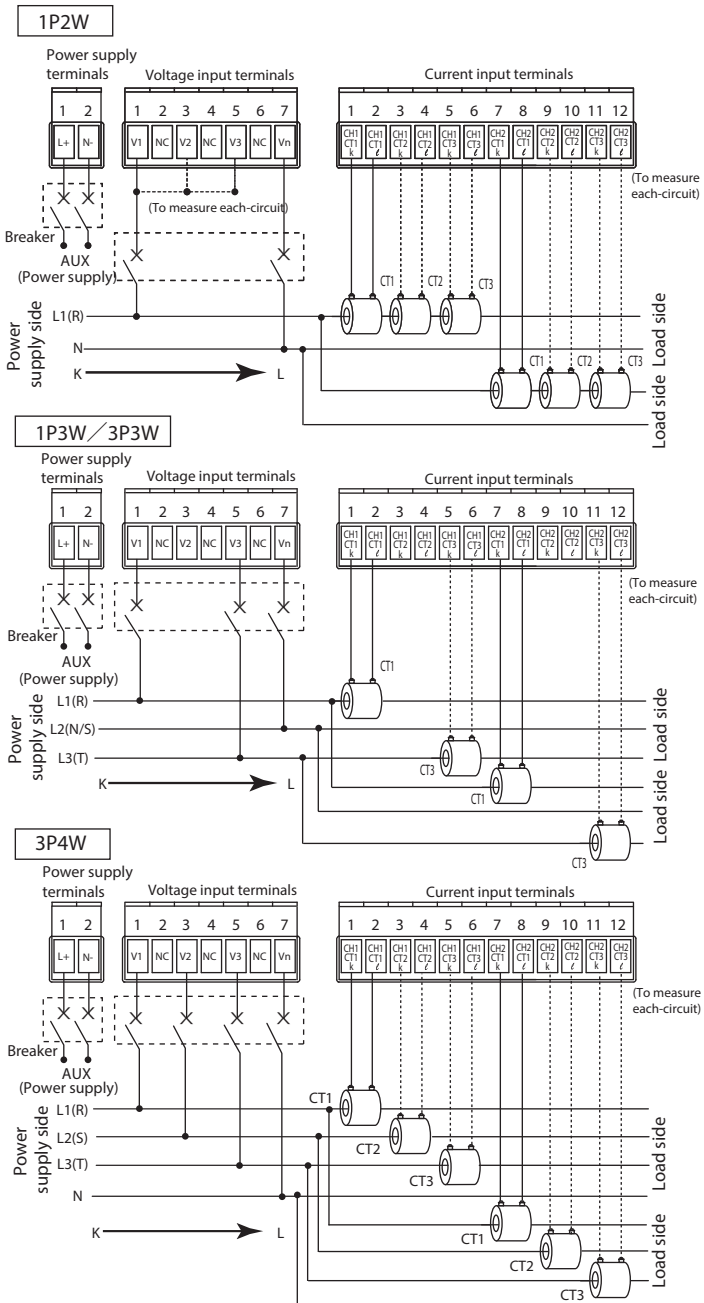 1P2W
Power supply
terminals
Voltage input terminals
Current input terminals
1 2
1 2 3 4 5 6 7
1 2 3 4 5 6 7 8 9 10 11 12
L+ N-
V1 NC V2 NC V3 NC Vn
CH1 CT1 k
CH1 CT1 ℓ
CH1 CT2 k
CH1 CT2 ℓ
CH1 CT3 k
CH1 CT3 ℓ
CH2 CT1 k
CH2 CT1 ℓ
CH2 CT2 k
CH2 CT2 ℓ
CH2 CT3 k
CH2 CT3 ℓ
(To measure
each-circuit)
(To measure each-circuit)
Breaker
AUX
(Power supply)
CT1 CT2 CT3
L1(R)
N
K L
Power
supply side
Load side
CT1 CT2 CT3
Load side
1P3W／3P3W
Power supply
terminals
Voltage input terminals
Current input terminals
1 2
1 2 3 4 5 6 7
1 2 3 4 5 6 7 8 9 10 11 12
L+ N-
V1 NC V2 NC V3 NC Vn
CH1 CT1 k
CH1 CT1 ℓ
CH1 CT2 k
CH1 CT2 ℓ
CH1 CT3 k
CH1 CT3 ℓ
CH2 CT1 k
CH2 CT1 ℓ
CH2 CT2 k
CH2 CT2 ℓ
CH2 CT3 k
CH2 CT3 ℓ
(To measure
each-circuit)
Breaker
AUX
(Power supply)
CT1
L1(R)
L2(N/S)
L3(T)
K L
Power
supply side
Load side
CT3
CT1
Load side
CT3
3P4W
Power supply
terminals
Voltage input terminals
Current input terminals
1 2
1 2 3 4 5 6 7
1 2 3 4 5 6 7 8 9 10 11 12
L+ N-
V1 NC V2 NC V3 NC Vn
CH1 CT1 k
CH1 CT1 ℓ
CH1 CT2 k
CH1 CT2 ℓ
CH1 CT3 k
CH1 CT3 ℓ
CH2 CT1 k
CH2 CT1 ℓ
CH2 CT2 k
CH2 CT2 ℓ
CH2 CT3 k
CH2 CT3 ℓ
(To measure
each-circuit)
Breaker
AUX
(Power supply)
CT1
L1(R)
L2(S)
CT2
L3(T)
CT3
N
K L
Power
supply side
Load side
CT1
CT2
CT3
Load side